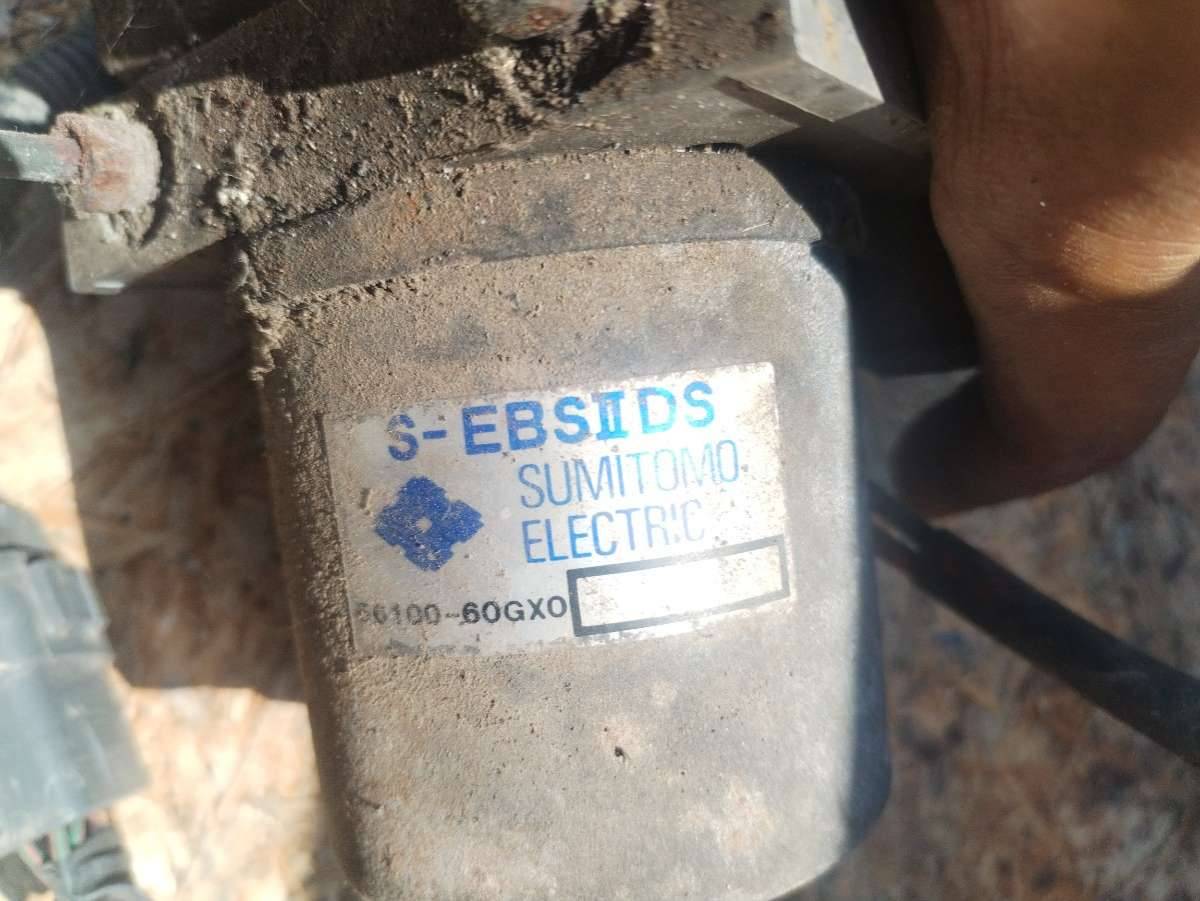 S-EBSⅡDS
SUMITOMO
ELECTRIC
56100-60GX0